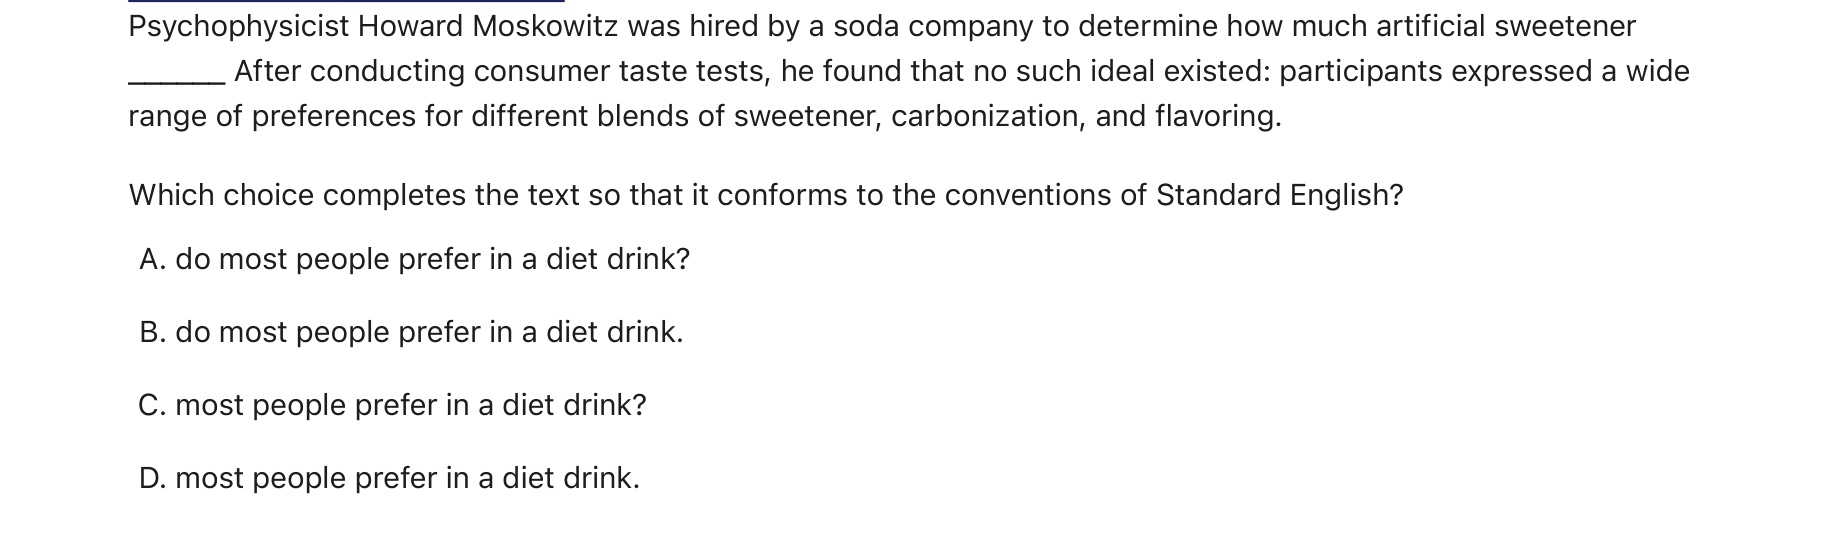 Psychophysicist Howard Moskowitz was hired by a soda company to determine how much artificial sweetener
______ After conducting consumer taste tests, he found that no such ideal existed: participants expressed a wide
range of preferences for different blends of sweetener, carbonization, and flavoring.
Which choice completes the text so that it conforms to the conventions of Standard English?
A. do most people prefer in a diet drink?
B. do most people prefer in a diet drink.
C. most people prefer in a diet drink?
D. most people prefer in a diet drink.